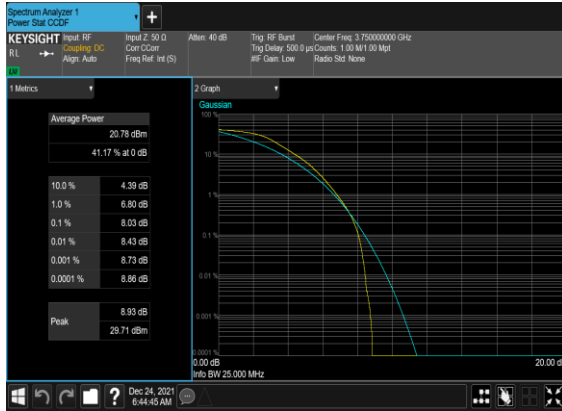 Spectrum Analyzer 1
Power Stat CCDF
+
KEYSIGHT
RL
LU
Input: RF
Coupling: DC
Align: Auto
Input Z: 50 Ω
Corr CCorr
Freq Ref: Int (S)
Atten: 40 dB
Trig: RF Burst
Trig Delay: 500.0 µs
#IF Gain: Low
Center Freq: 3.750000000 GHz
Counts: 1.00 M/1.00 Mpt
Radio Std: None
1 Metrics
Average Power
20.78 dBm
41.17 % at 0 dB
10.0 % 4.39 dB
1.0 % 6.80 dB
0.1 % 8.03 dB
0.01 % 8.43 dB
0.001 % 8.73 dB
0.0001 % 8.86 dB
Peak
8.93 dB
29.71 dBm
2 Graph
Gaussian
100 %
10 %
1 %
0.1 %
0.01 %
0.001 %
0.0001 %
0.00 dB
20.00 d
Info BW 25.000 MHz
?
Dec 24, 2021
6:44:45 AM